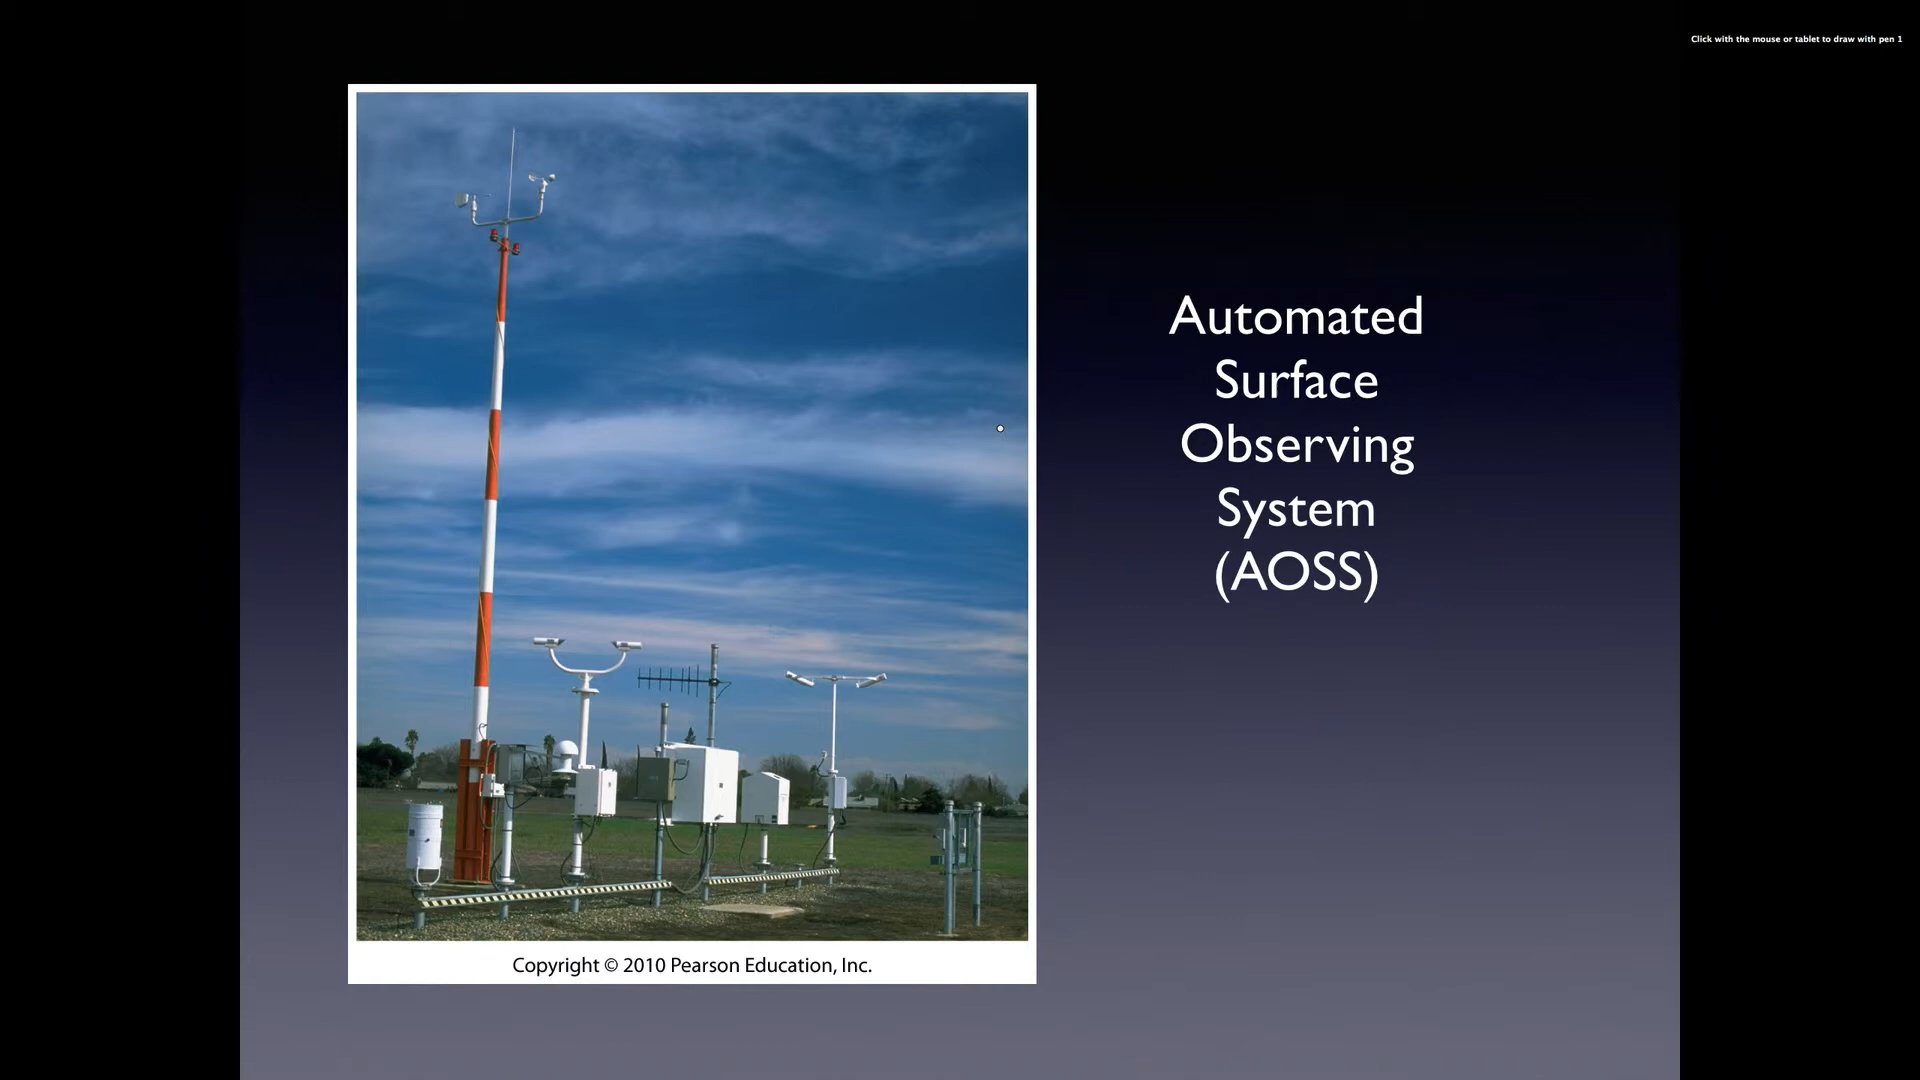 Click with the mouse or tablet to draw with pen 1
Automated
Surface
Observing
System
(AOSS)
Copyright © 2010 Pearson Education, Inc.